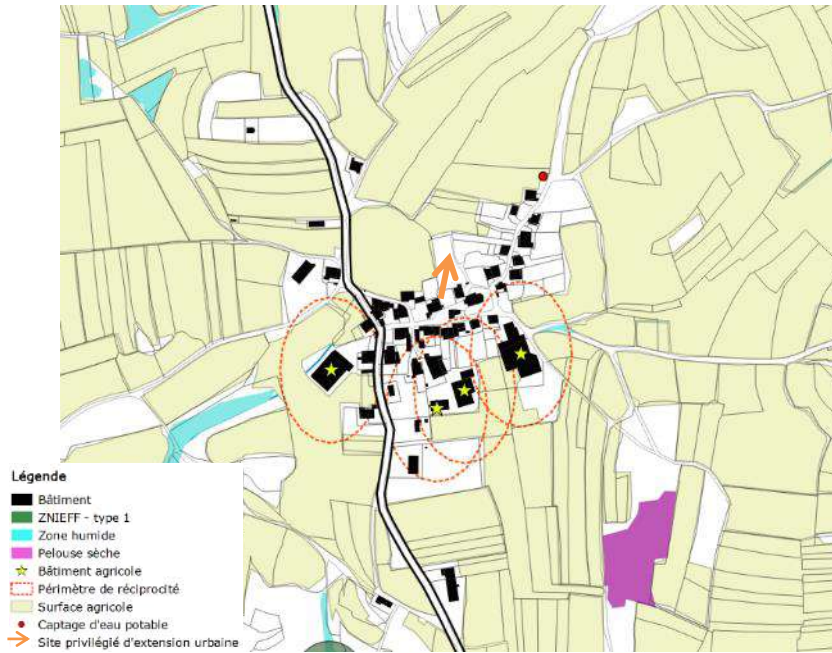 Légende
Bâtiment
ZNIEFF - type 1
Zone humide
Pelouse sèche
Bâtiment agricole
Périmètre de réciprocité
Surface agricole
Captage d'eau potable
Site privilégié d'extension urbaine